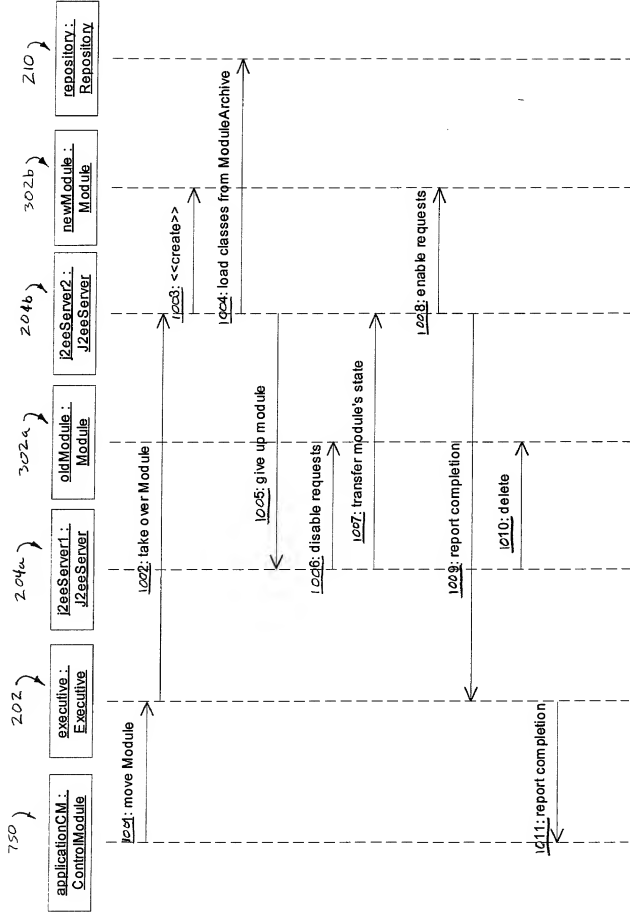 750
202
204a
302a
204b
302b
210
applicationCM :
ControlModule
executive :
Executive
j2eeServer1 :
J2eeServer
oldModule :
Module
j2eeServer2 :
J2eeServer
newModule :
Module
repository :
Repository
1001: move Module
1002: take over Module
1003: <<create>>
1004: load classes from ModuleArchive
1005: give up module
1006: disable requests
1007: transfer module's state
1008: enable requests
1009: report completion
1010: delete
1011: report completion